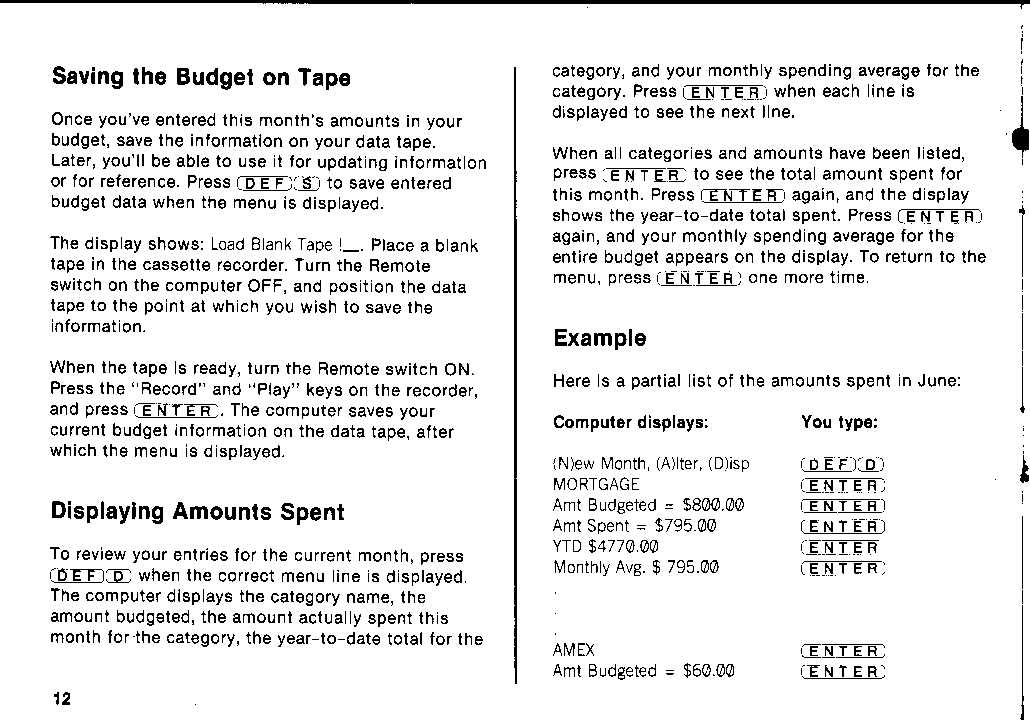 Saving the Budget on Tape
Once you've entered this month's amounts in your
budget, save the information on your data tape.
Later, you'll be able to use it for updating information
or for reference. Press (DEF)(S) to save entered
budget data when the menu is displayed.
The display shows: Load Blank Tape !_. Place a blank
tape in the cassette recorder. Turn the Remote
switch on the computer OFF, and position the data
tape to the point at which you wish to save the
information.
When the tape is ready, turn the Remote switch ON.
Press the "Record" and "Play" keys on the recorder,
and press (ENTER). The computer saves your
current budget information on the data tape, after
which the menu is displayed.
Displaying Amounts Spent
To review your entries for the current month, press
(DEF)(D) when the correct menu line is displayed.
The computer displays the category name, the
amount budgeted, the amount actually spent this
month for the category, the year-to-date total for the
12
category, and your monthly spending average for the
category. Press (ENTER) when each line is
displayed to see the next line.
When all categories and amounts have been listed,
press (ENTER) to see the total amount spent for
this month. Press (ENTER) again, and the display
shows the year-to-date total spent. Press (ENTER)
again, and your monthly spending average for the
entire budget appears on the display. To return to the
menu, press (ENTER) one more time.
Example
Here is a partial list of the amounts spent in June:
Computer displays: You type:
(N)ew Month, (A)lter, (D)isp (DEF)(D)
MORTGAGE (ENTER)
Amt Budgeted = $800.00 (ENTER)
Amt Spent = $795.00 (ENTER)
YTD $4770.00 (ENTER
Monthly Avg. $ 795.00 (ENTER)
.
.
.
AMEX (ENTER)
Amt Budgeted = $60.00 (ENTER)